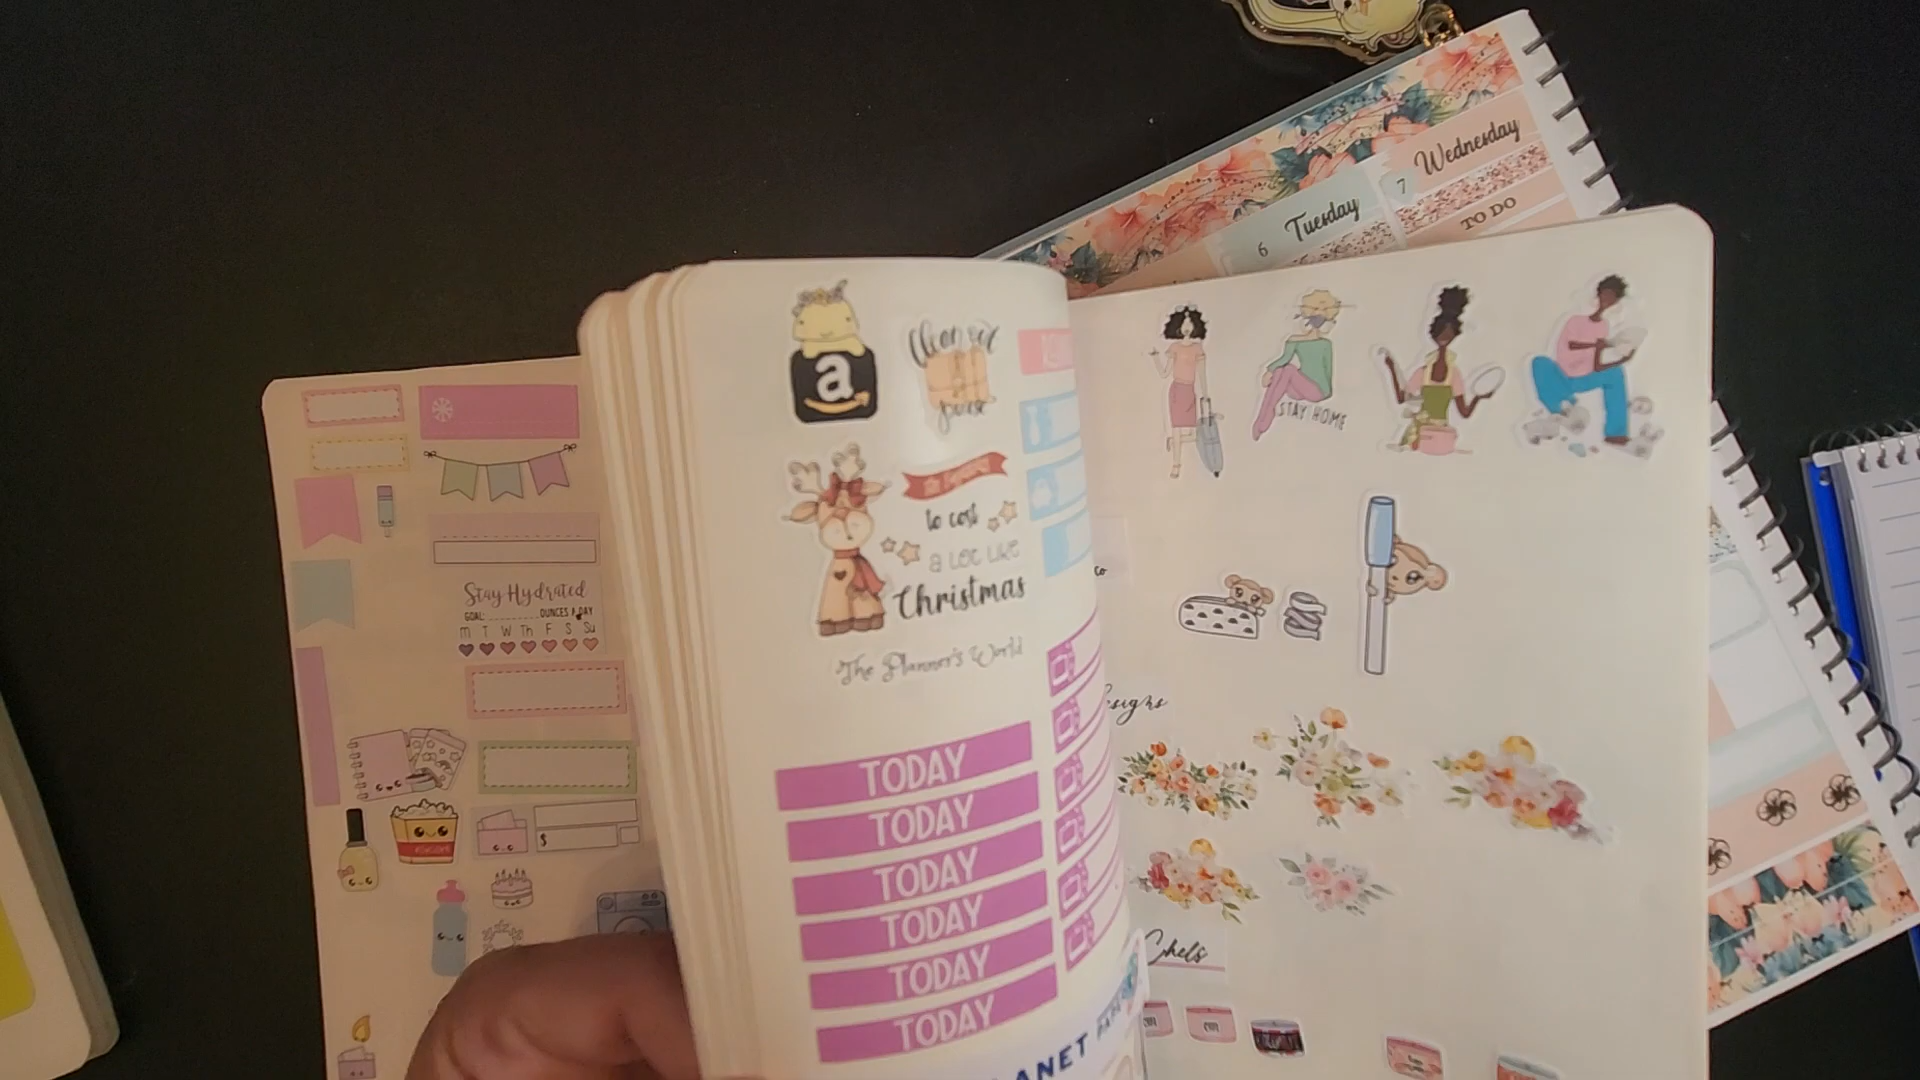 Wednesday
7
Tuesday
6
TO DO
a
to cost
a lot like
Christmas
The Planner's World
TODAY
TODAY
TODAY
TODAY
TODAY
TODAY
STAY HOME
Stay Hydrated
GOAL: OUNCES A DAY
M T W Th F S Su
$
Chels